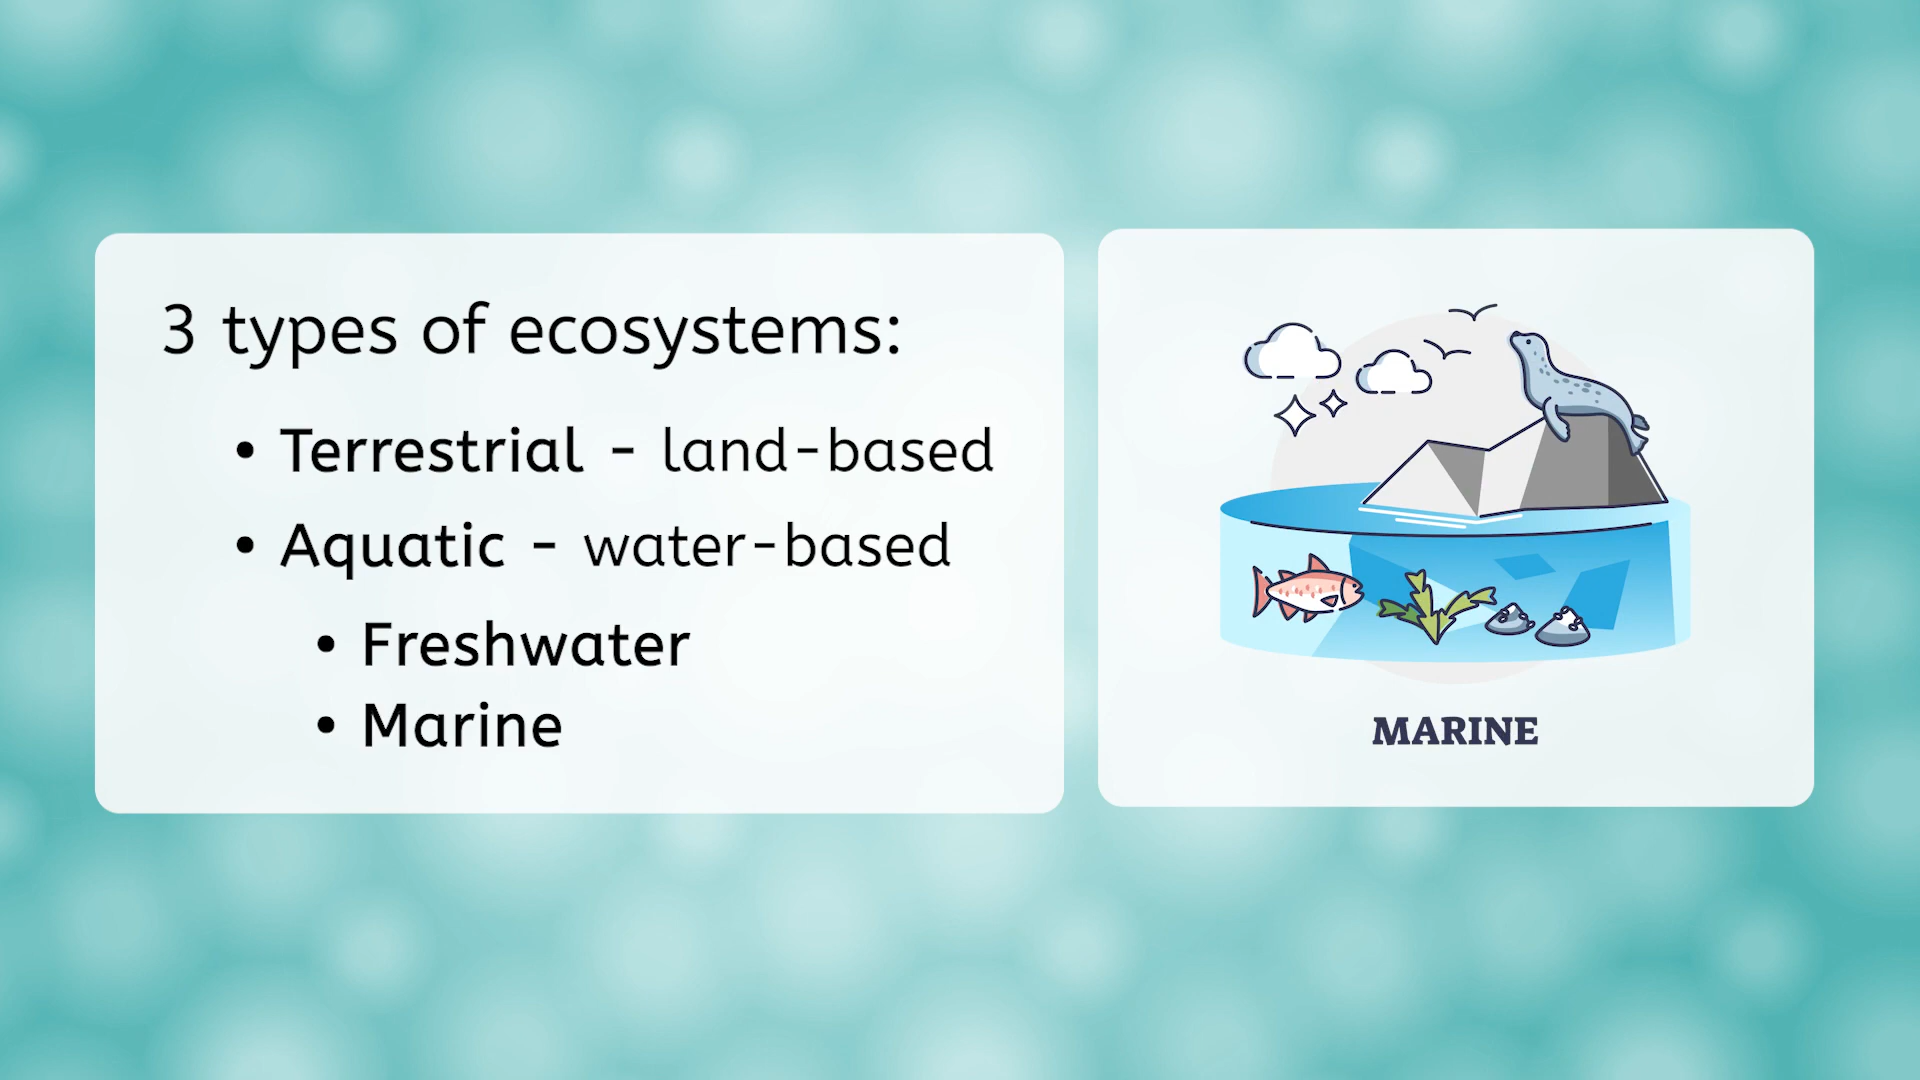 3 types of ecosystems:
• Terrestrial - land-based
• Aquatic - water-based
• Freshwater
• Marine
MARINE